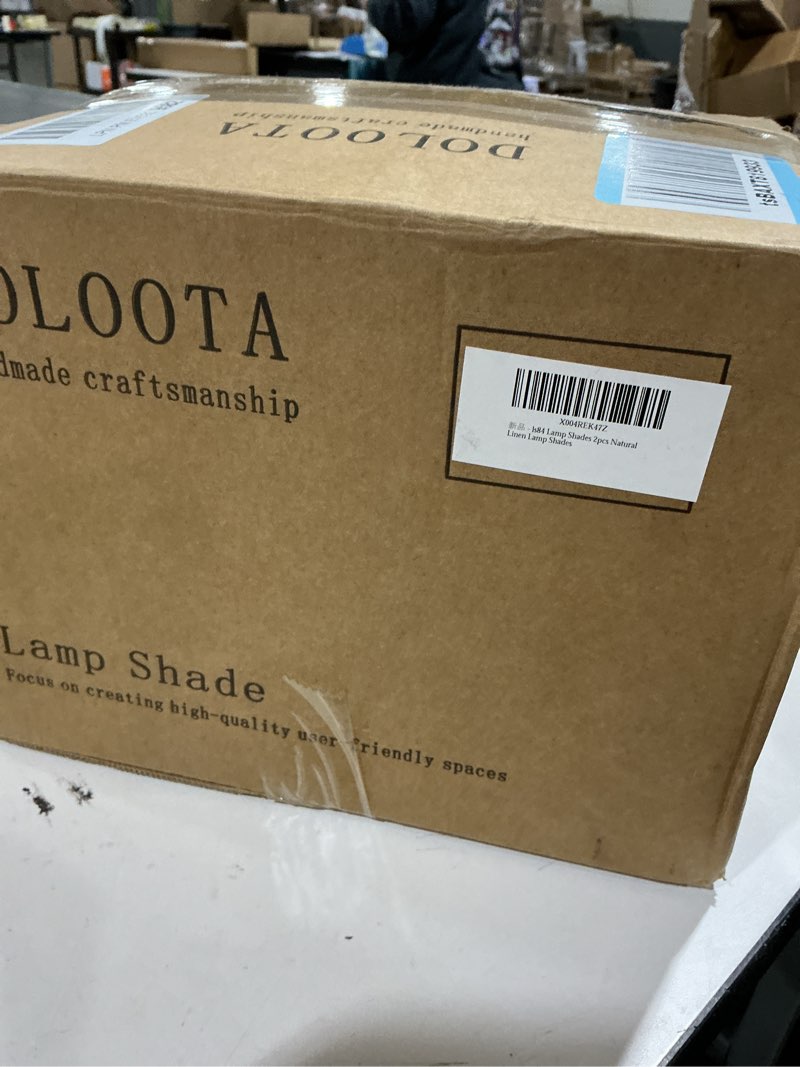 DOLOOTA
handmade craftsmanship
OLOOTA
dmade craftsmanship
X004REK47Z
新品 - h84 Lamp Shades 2pcs Natural
Linen Lamp Shades
Lamp Shade
Focus on creating high-quality user-friendly spaces